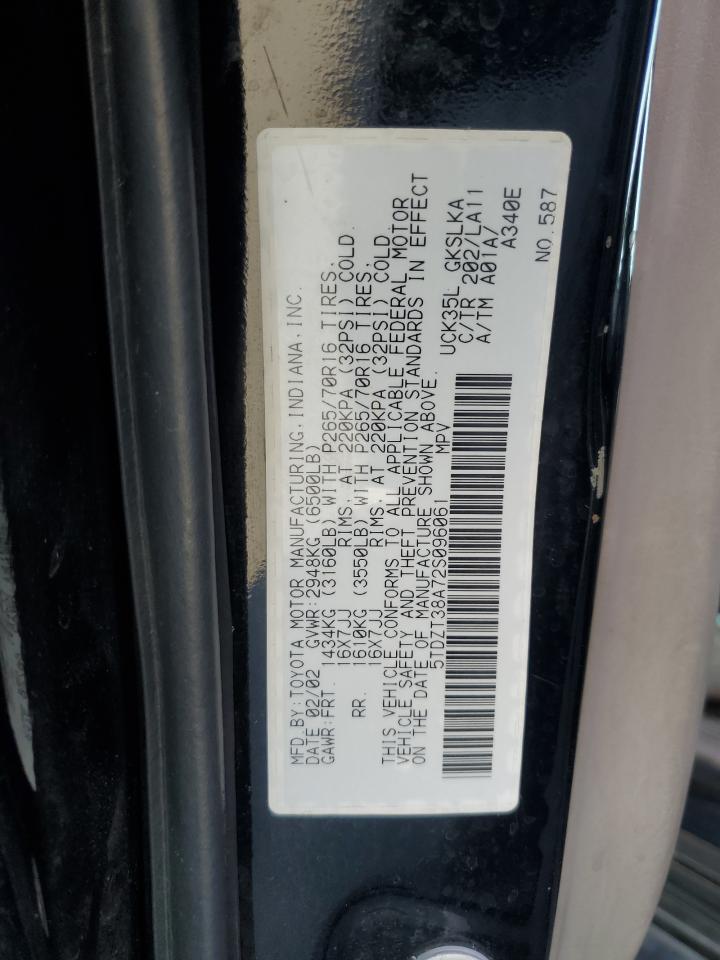 MFD.BY:TOYOTA MOTOR MANUFACTURING,INDIANA,INC.
DATE 02/02 GVWR:2948KG (6500LB)
GAWR:FRT. 1434KG (3160LB) WITH P265/70R16 TIRES,
16X7JJ RIMS, AT 220KPA (32PSI) COLD.
RR. 1610KG (3550LB) WITH P265/70R16 TIRES,
16X7JJ RIMS, AT 220KPA (32PSI) COLD.
THIS VEHICLE CONFORMS TO ALL APPLICABLE FEDERAL MOTOR
VEHICLE SAFETY AND THEFT PREVENTION STANDARDS IN EFFECT
ON THE DATE OF MANUFACTURE SHOWN ABOVE.
5TDZT38A72S096061 MPV
UCK35L GKSLKA
C/TR 202/LA11
A/TM A01A/
A340E
NO.587